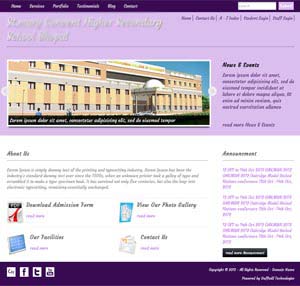 Home Services Portfolio Testimonials Blog Contact
Home Contact Us A - Z Index Student Login Staff Login
St.mary Convent Higher Secondary
School Bhopal
News & Events
Lorem ipsum dolor sit amet,
consectetur adipisicing elit, sed do
eiusmod tempor incididunt ut
labore et dolore magna aliqua. Ut
enim ad minim veniam, quis
nostrud exercitation ullamco
read more News & Events
Lorem ipsum dolor sit amet, consectetur adipisicing elit, sed do eiusmod tempor
About Us
Lorem Ipsum is simply dummy text of the printing and typesetting industry. Lorem Ipsum has been the
industry's standard dummy text ever since the 1500s, when an unknown printer took a galley of type and
scrambled it to make a type specimen book. It has survived not only five centuries, but also the leap into
electronic typesetting, remaining essentially unchanged.
Announcement
Download Admission Form
read more
View Our Photo Gallery
read more
Our Facilities
read more
Contact Us
read more
read more Announcement
Copyright © 2013 - All Rights Reserved - Domain Name
Powered by